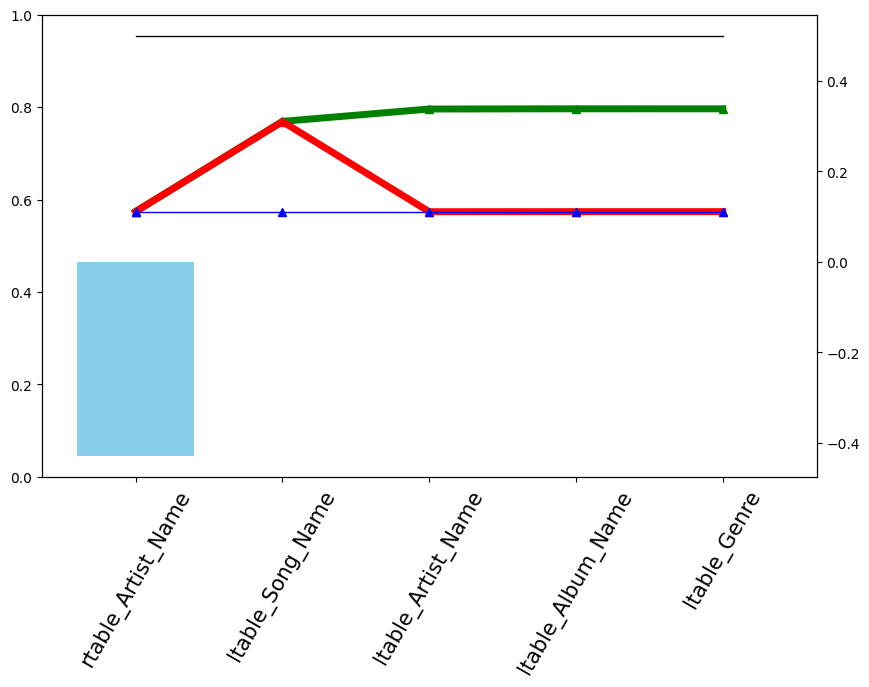 1.0
0.8
0.6
0.4
0.2
0.0
0.4
0.2
0.0
−0.2
−0.4
rtable_Artist_Name
ltable_Song_Name
ltable_Artist_Name
ltable_Album_Name
ltable_Genre